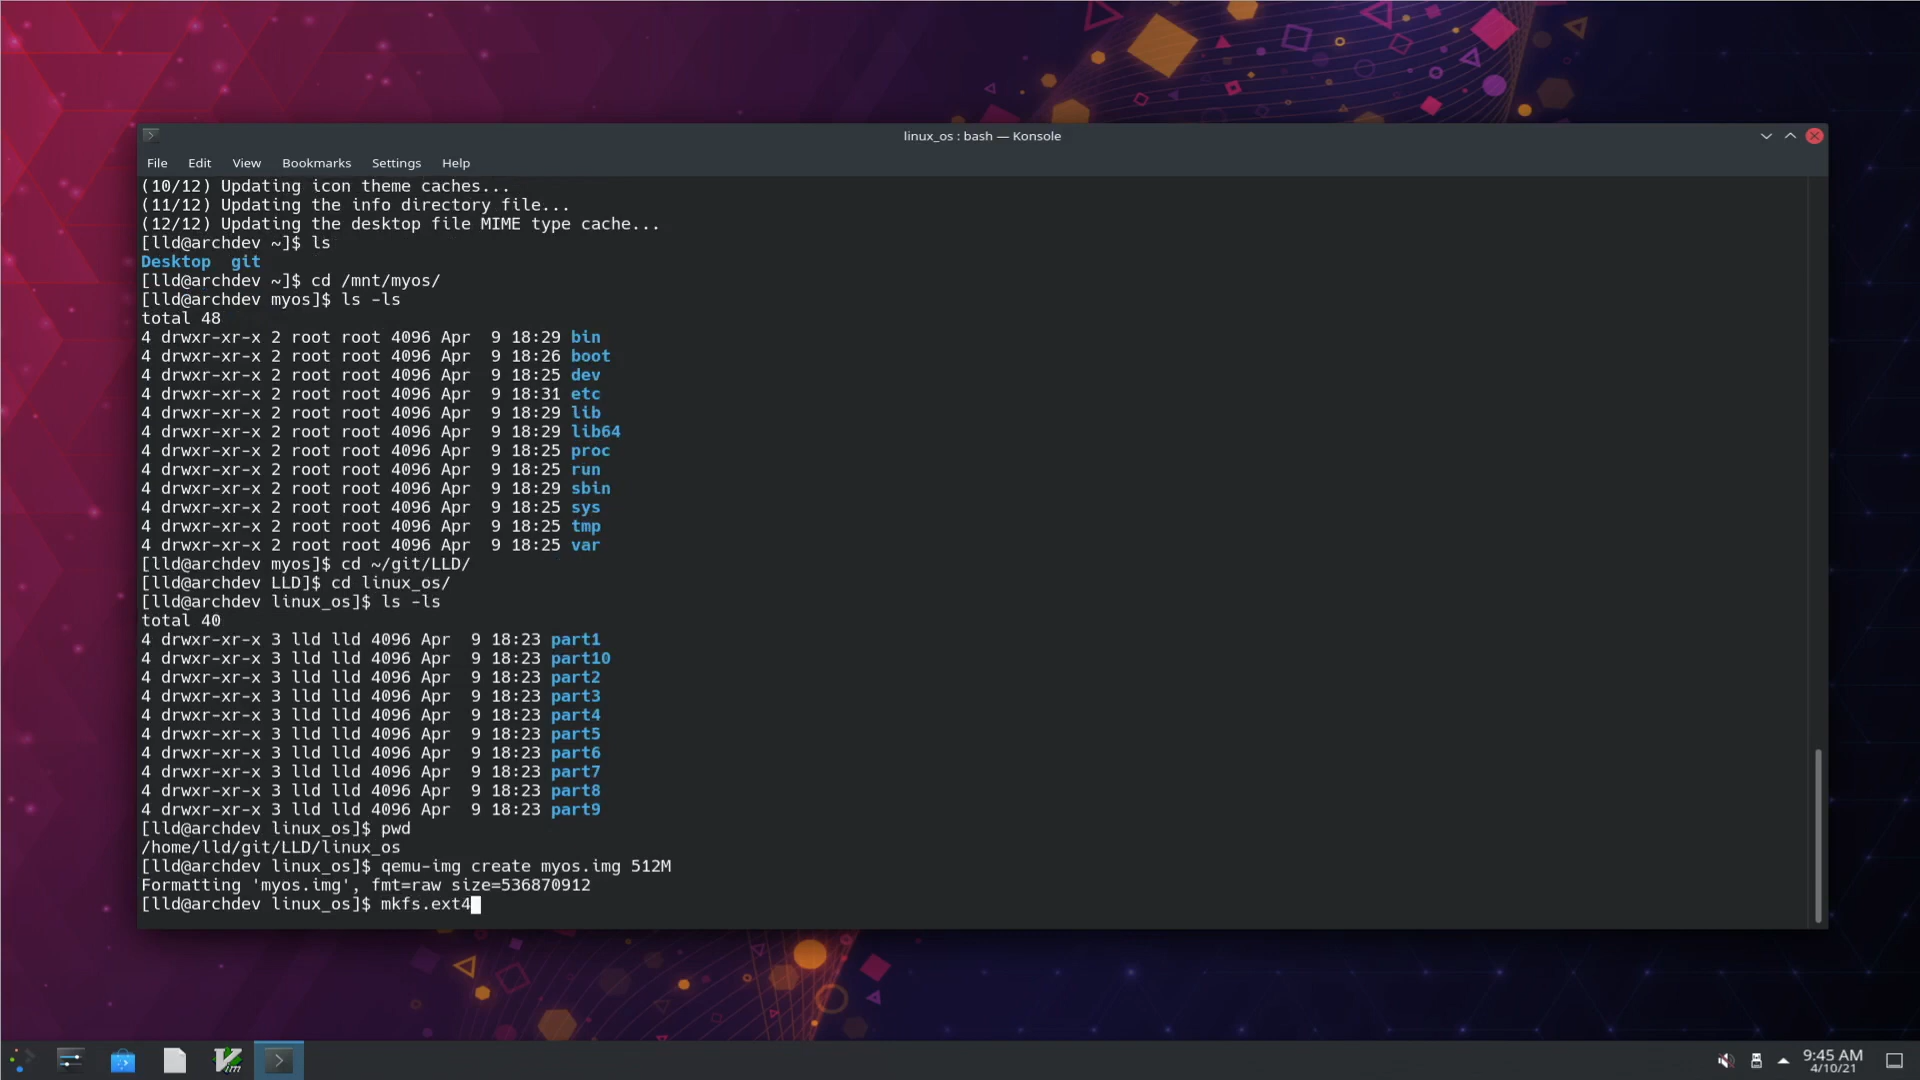 linux_os : bash — Konsole
File Edit View Bookmarks Settings Help
(10/12) Updating icon theme caches...
(11/12) Updating the info directory file...
(12/12) Updating the desktop file MIME type cache...
[lld@archdev ~]$ ls
Desktop  git
[lld@archdev ~]$ cd /mnt/myos/
[lld@archdev myos]$ ls -ls
total 48
4 drwxr-xr-x 2 root root 4096 Apr  9 18:29 bin
4 drwxr-xr-x 2 root root 4096 Apr  9 18:26 boot
4 drwxr-xr-x 2 root root 4096 Apr  9 18:25 dev
4 drwxr-xr-x 2 root root 4096 Apr  9 18:31 etc
4 drwxr-xr-x 2 root root 4096 Apr  9 18:29 lib
4 drwxr-xr-x 2 root root 4096 Apr  9 18:29 lib64
4 drwxr-xr-x 2 root root 4096 Apr  9 18:25 proc
4 drwxr-xr-x 2 root root 4096 Apr  9 18:25 run
4 drwxr-xr-x 2 root root 4096 Apr  9 18:29 sbin
4 drwxr-xr-x 2 root root 4096 Apr  9 18:25 sys
4 drwxr-xr-x 2 root root 4096 Apr  9 18:25 tmp
4 drwxr-xr-x 2 root root 4096 Apr  9 18:25 var
[lld@archdev myos]$ cd ~/git/LLD/
[lld@archdev LLD]$ cd linux_os/
[lld@archdev linux_os]$ ls -ls
total 40
4 drwxr-xr-x 3 lld lld 4096 Apr  9 18:23 part1
4 drwxr-xr-x 3 lld lld 4096 Apr  9 18:23 part10
4 drwxr-xr-x 3 lld lld 4096 Apr  9 18:23 part2
4 drwxr-xr-x 3 lld lld 4096 Apr  9 18:23 part3
4 drwxr-xr-x 3 lld lld 4096 Apr  9 18:23 part4
4 drwxr-xr-x 3 lld lld 4096 Apr  9 18:23 part5
4 drwxr-xr-x 3 lld lld 4096 Apr  9 18:23 part6
4 drwxr-xr-x 3 lld lld 4096 Apr  9 18:23 part7
4 drwxr-xr-x 3 lld lld 4096 Apr  9 18:23 part8
4 drwxr-xr-x 3 lld lld 4096 Apr  9 18:23 part9
[lld@archdev linux_os]$ pwd
/home/lld/git/LLD/linux_os
[lld@archdev linux_os]$ qemu-img create myos.img 512M
Formatting 'myos.img', fmt=raw size=536870912
[lld@archdev linux_os]$ mkfs.ext4
9:45 AM
4/10/21